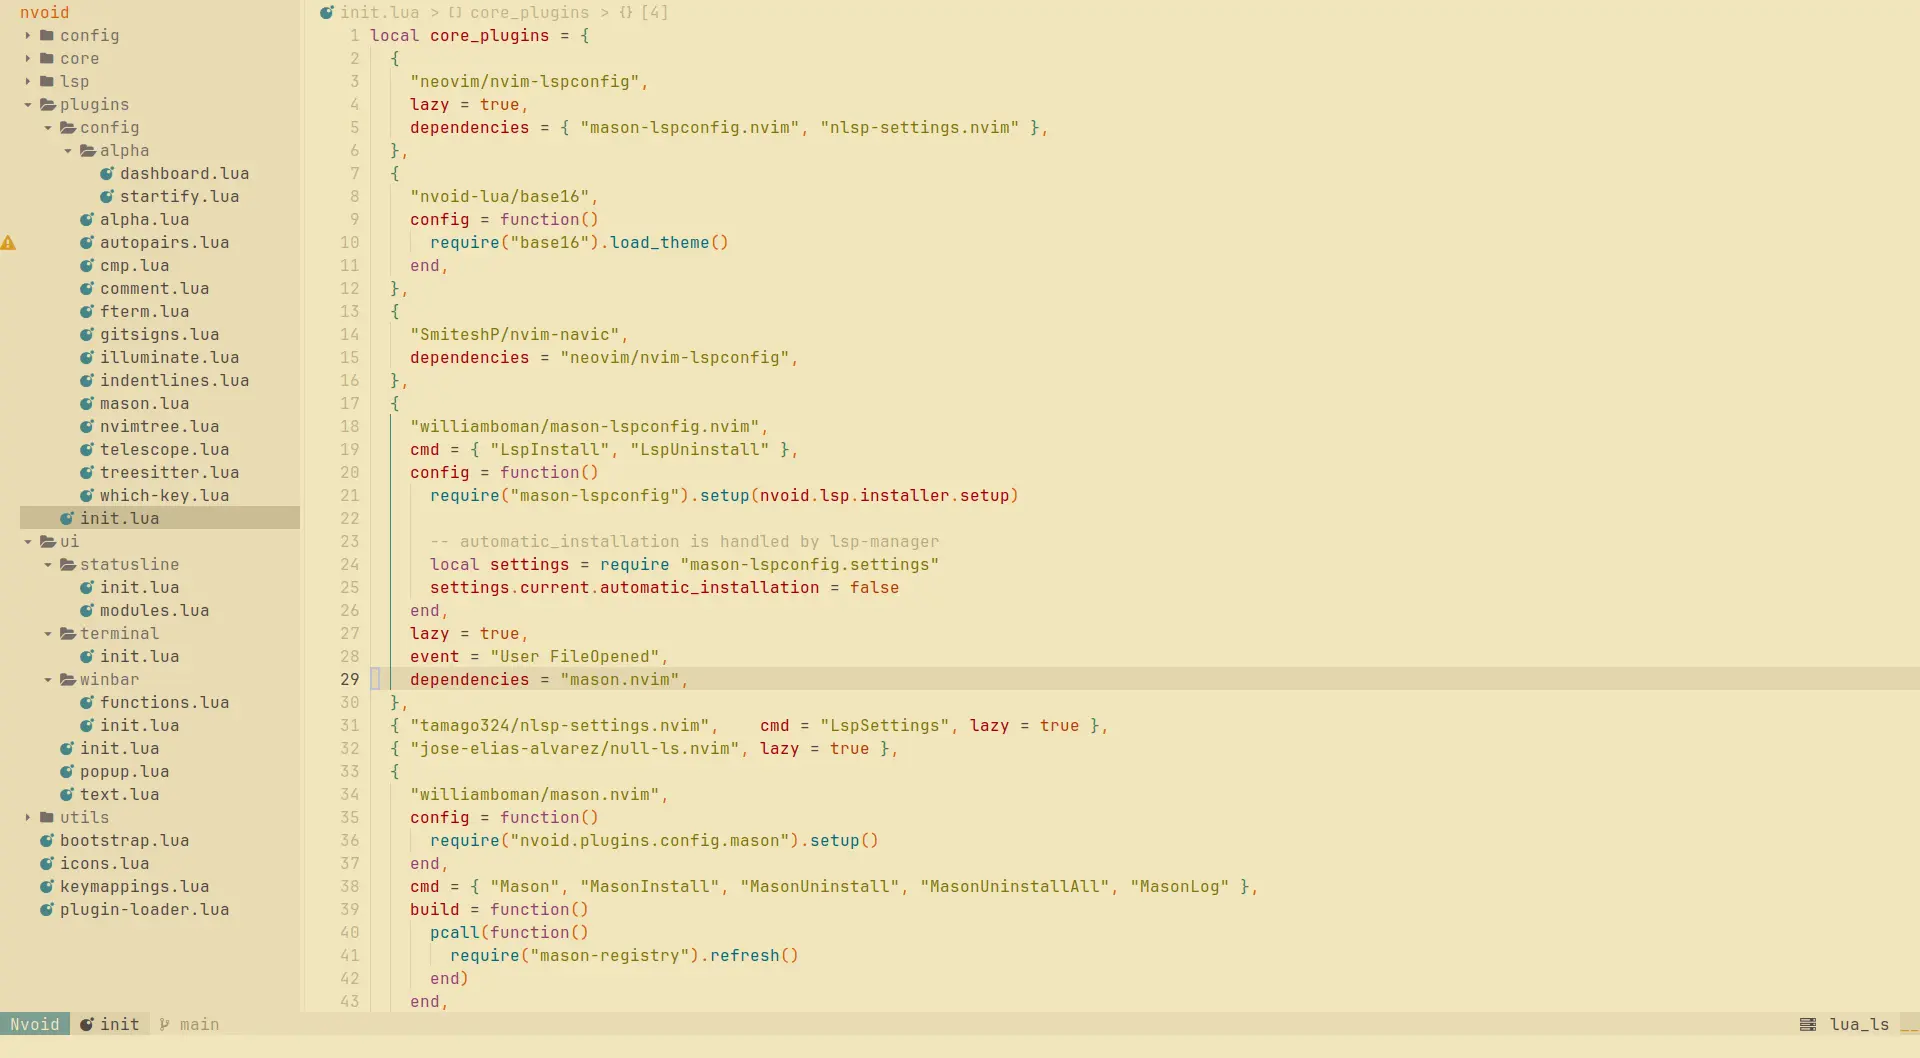 nvoid
config
core
lsp
plugins
config
alpha
dashboard.lua
startify.lua
alpha.lua
autopairs.lua
cmp.lua
comment.lua
fterm.lua
gitsigns.lua
illuminate.lua
indentlines.lua
mason.lua
nvimtree.lua
telescope.lua
treesitter.lua
which-key.lua
init.lua
ui
statusline
init.lua
modules.lua
terminal
init.lua
winbar
functions.lua
init.lua
init.lua
popup.lua
text.lua
utils
bootstrap.lua
icons.lua
keymappings.lua
plugin-loader.lua
init.lua > [] core_plugins > {} [4]
1 local core_plugins = {
2   {
3     "neovim/nvim-lspconfig",
4     lazy = true,
5     dependencies = { "mason-lspconfig.nvim", "nlsp-settings.nvim" },
6   },
7   {
8     "nvoid-lua/base16",
9     config = function()
10       require("base16").load_theme()
11     end,
12   },
13   {
14     "SmiteshP/nvim-navic",
15     dependencies = "neovim/nvim-lspconfig",
16   },
17   {
18     "williamboman/mason-lspconfig.nvim",
19     cmd = { "LspInstall", "LspUninstall" },
20     config = function()
21       require("mason-lspconfig").setup(nvoid.lsp.installer.setup)
22
23       -- automatic_installation is handled by lsp-manager
24       local settings = require "mason-lspconfig.settings"
25       settings.current.automatic_installation = false
26     end,
27     lazy = true,
28     event = "User FileOpened",
29     dependencies = "mason.nvim",
30   },
31   { "tamago324/nlsp-settings.nvim",    cmd = "LspSettings", lazy = true },
32   { "jose-elias-alvarez/null-ls.nvim", lazy = true },
33   {
34     "williamboman/mason.nvim",
35     config = function()
36       require("nvoid.plugins.config.mason").setup()
37     end,
38     cmd = { "Mason", "MasonInstall", "MasonUninstall", "MasonUninstallAll", "MasonLog" },
39     build = function()
40       pcall(function()
41         require("mason-registry").refresh()
42       end)
43     end,
Nvoid init main lua_ls __